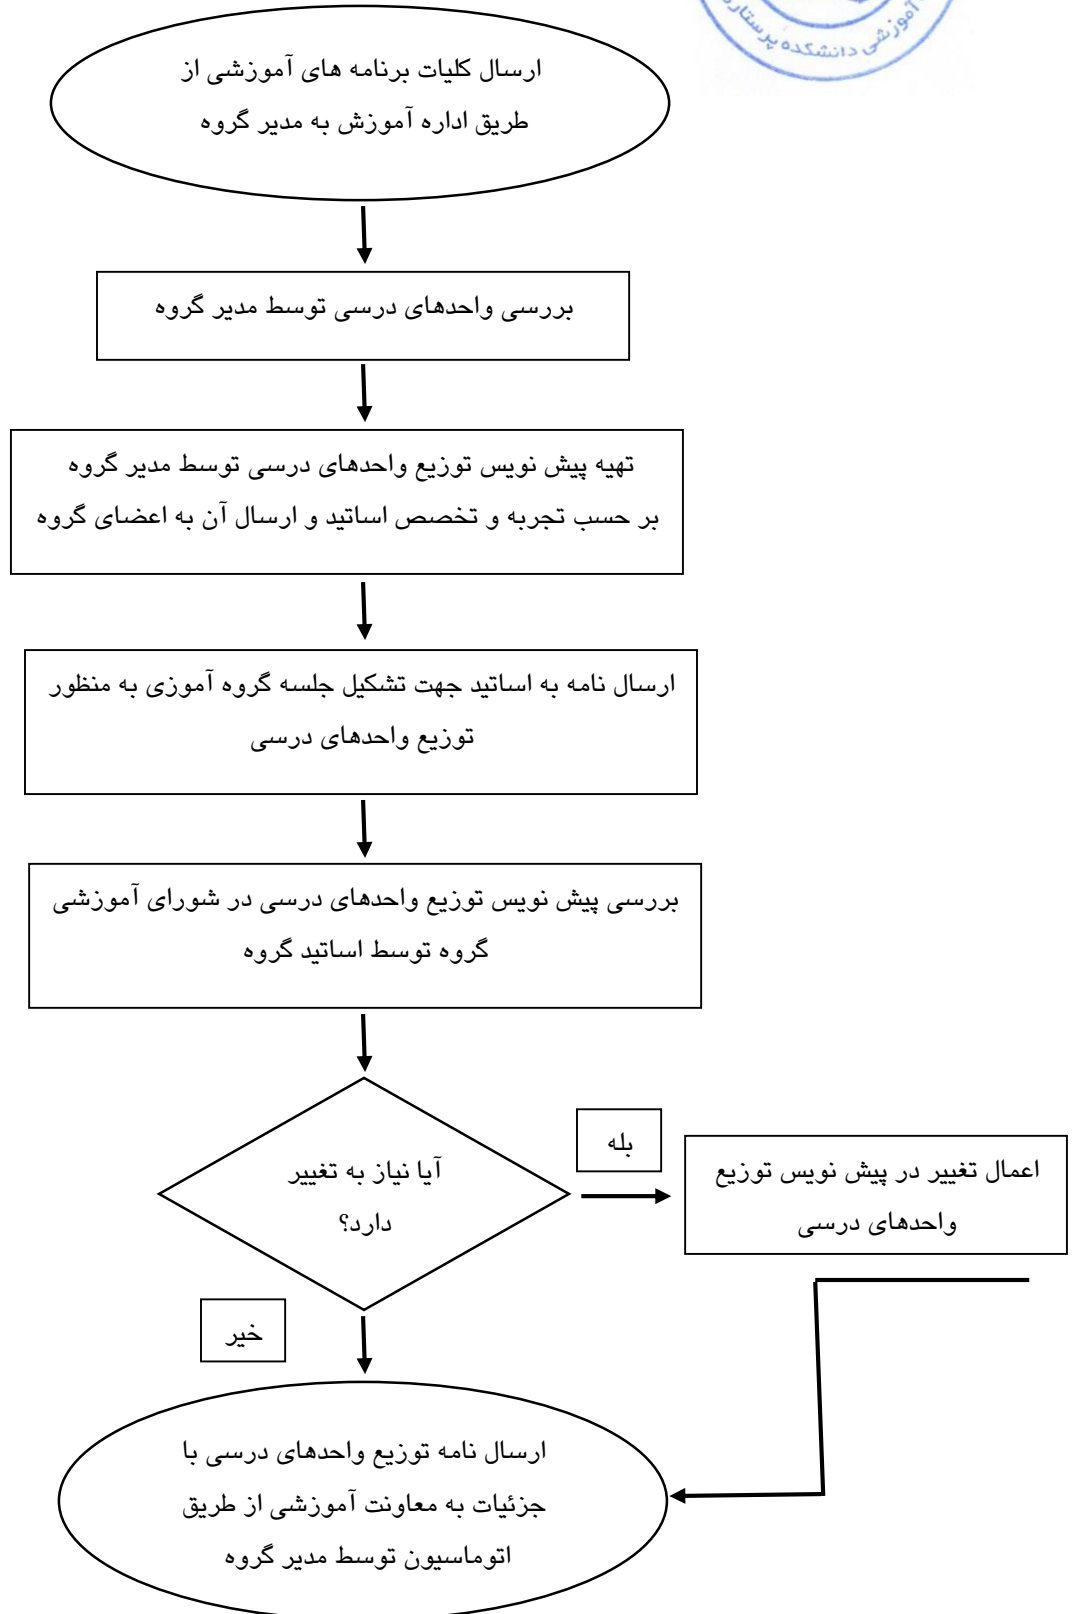 آموزشی دانشکده
ارسال کلیات برنامه های آموزشی از
طریق اداره آموزش به مدیر گروه
بررسی واحدهای درسی توسط مدیر گروه
تهیه پیش نویس توزیع واحدهای درسی توسط مدیر گروه
بر حسب تجربه و تخصص اساتید و ارسال آن به اعضای گروه
ارسال نامه به اساتید جهت تشکیل جلسه گروه آموزی به منظور
توزیع واحدهای درسی
بررسی پیش نویس توزیع واحدهای درسی در شورای آموزشی
گروه توسط اساتید گروه
آیا نیاز به تغییر
دارد؟
بله
اعمال تغییر در پیش نویس توزیع
واحدهای درسی
خیر
ارسال نامه توزیع واحدهای درسی با
جزئیات به معاونت آموزشی از طریق
اتوماسیون توسط مدیر گروه